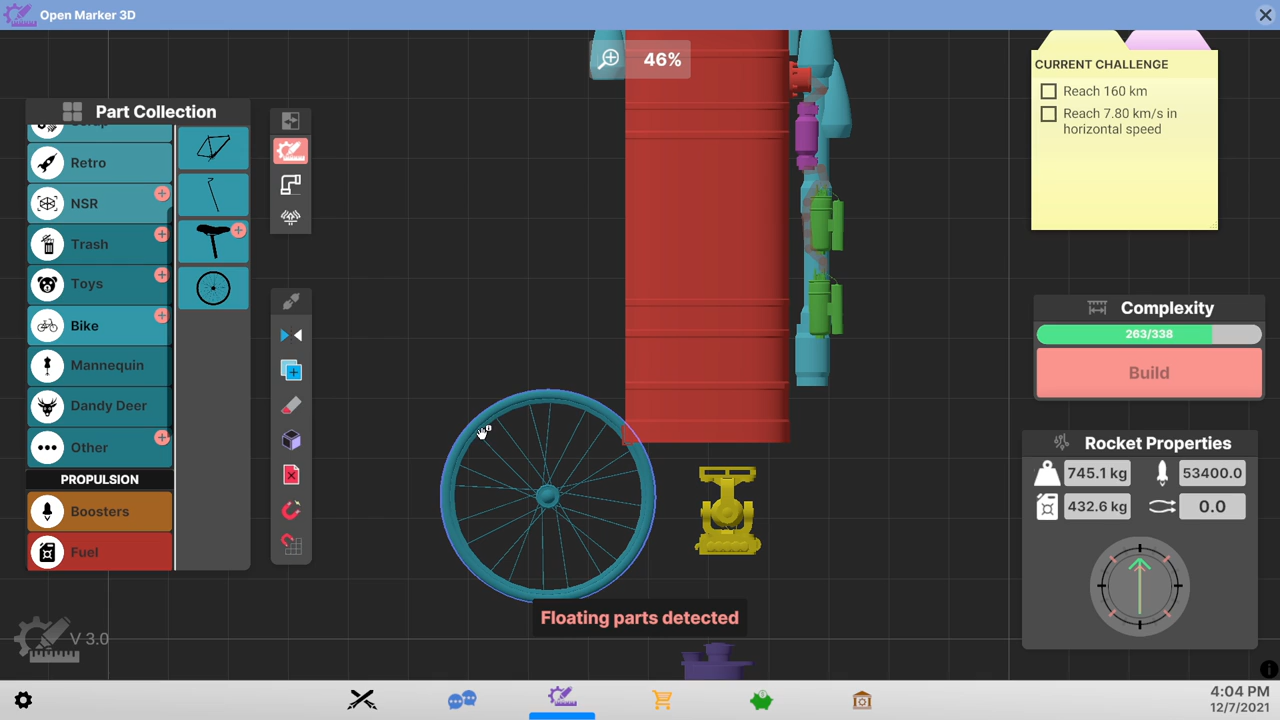 Open Marker 3D
46%
CURRENT CHALLENGE
Reach 160 km
Reach 7.80 km/s in
horizontal speed
Part Collection
Retro
NSR
Trash
Toys
Bike
Mannequin
Dandy Deer
Other
PROPULSION
Boosters
Fuel
Complexity
263/338
Build
Rocket Properties
745.1 kg
53400.0
432.6 kg
0.0
Floating parts detected
V 3.0
4:04 PM
12/7/2021